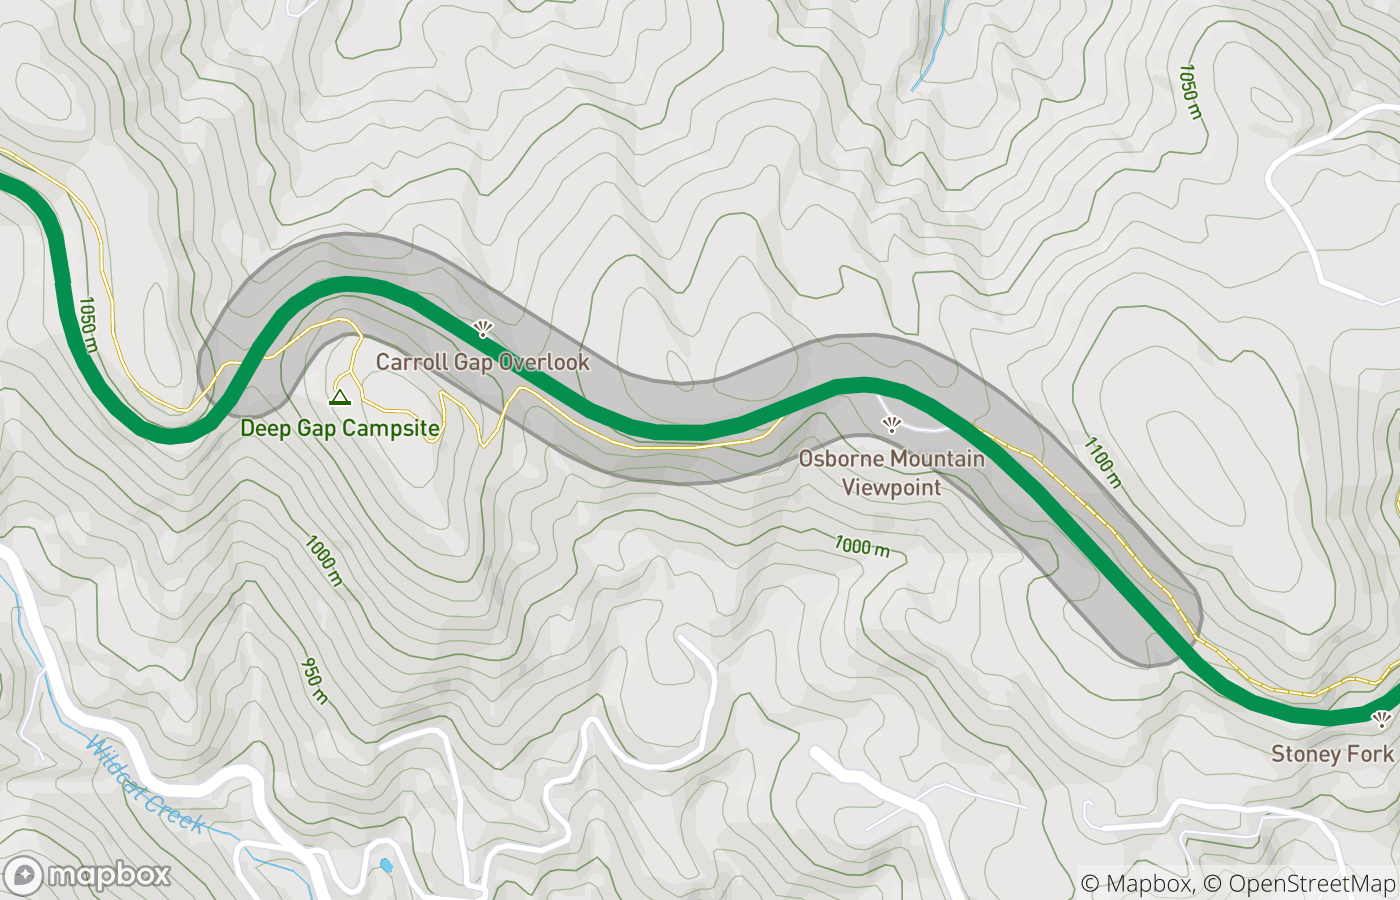 1050 m
1050 m
Carroll Gap Overlook
Deep Gap Campsite
Osborne Mountain
Viewpoint
1100 m
1000 m
1000 m
950 m
Stoney Fork
Wildcat Creek
mapbox
© Mapbox, © OpenStreetMap